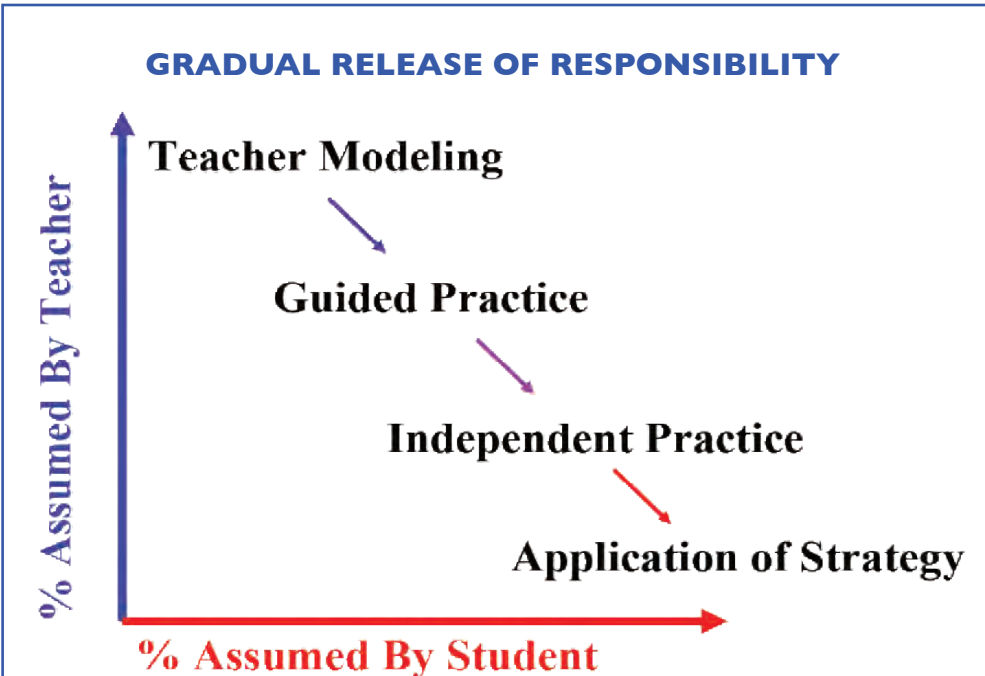 GRADUAL RELEASE OF RESPONSIBILITY
% Assumed By Teacher
Teacher Modeling
Guided Practice
Independent Practice
Application of Strategy
% Assumed By Student